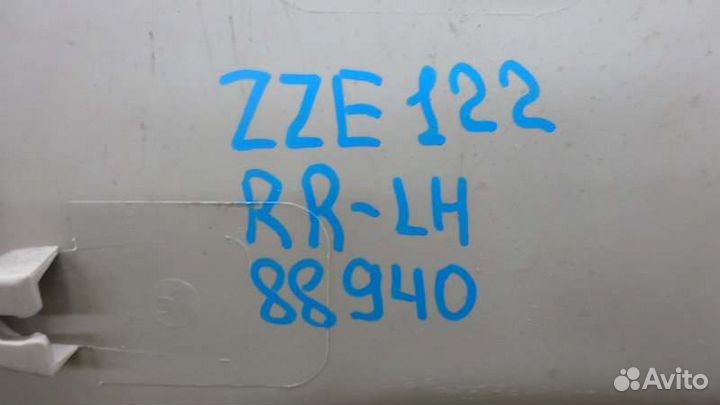 ZZE122
RR-LH
88940
Avito